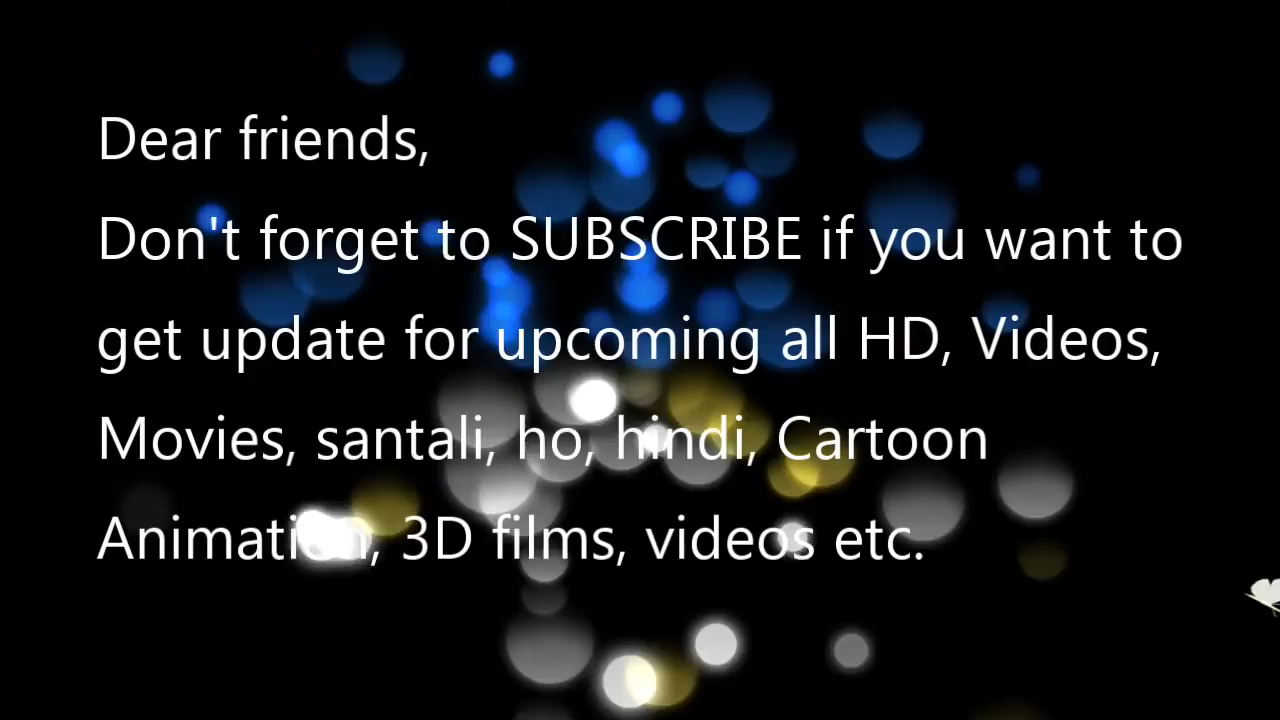 Dear friends,
Don't forget to SUBSCRIBE if you want to
get update for upcoming all HD, Videos,
Movies, santali, ho, hindi, Cartoon
Animation, 3D films, videos etc.